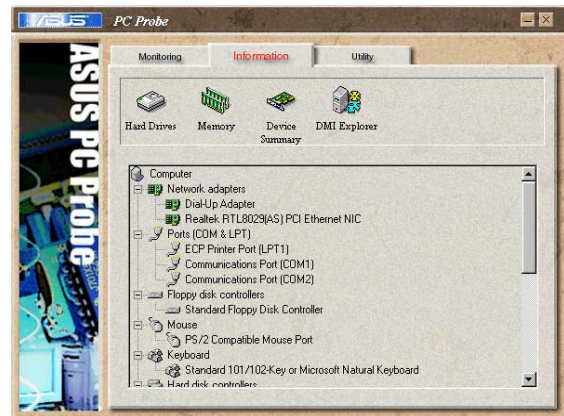 ASUS PC Probe
Monitoring Information Utility
ASUS PC Probe
Hard Drives Memory Device Summary DMI Explorer
Computer
Network adapters
Dial-Up Adapter
Realtek RTL8029(AS) PCI Ethernet NIC
Ports (COM & LPT)
ECP Printer Port (LPT1)
Communications Port (COM1)
Communications Port (COM2)
Floppy disk controllers
Standard Floppy Disk Controller
Mouse
PS/2 Compatible Mouse Port
Keyboard
Standard 101/102-Key or Microsoft Natural Keyboard
Hard disk controllers